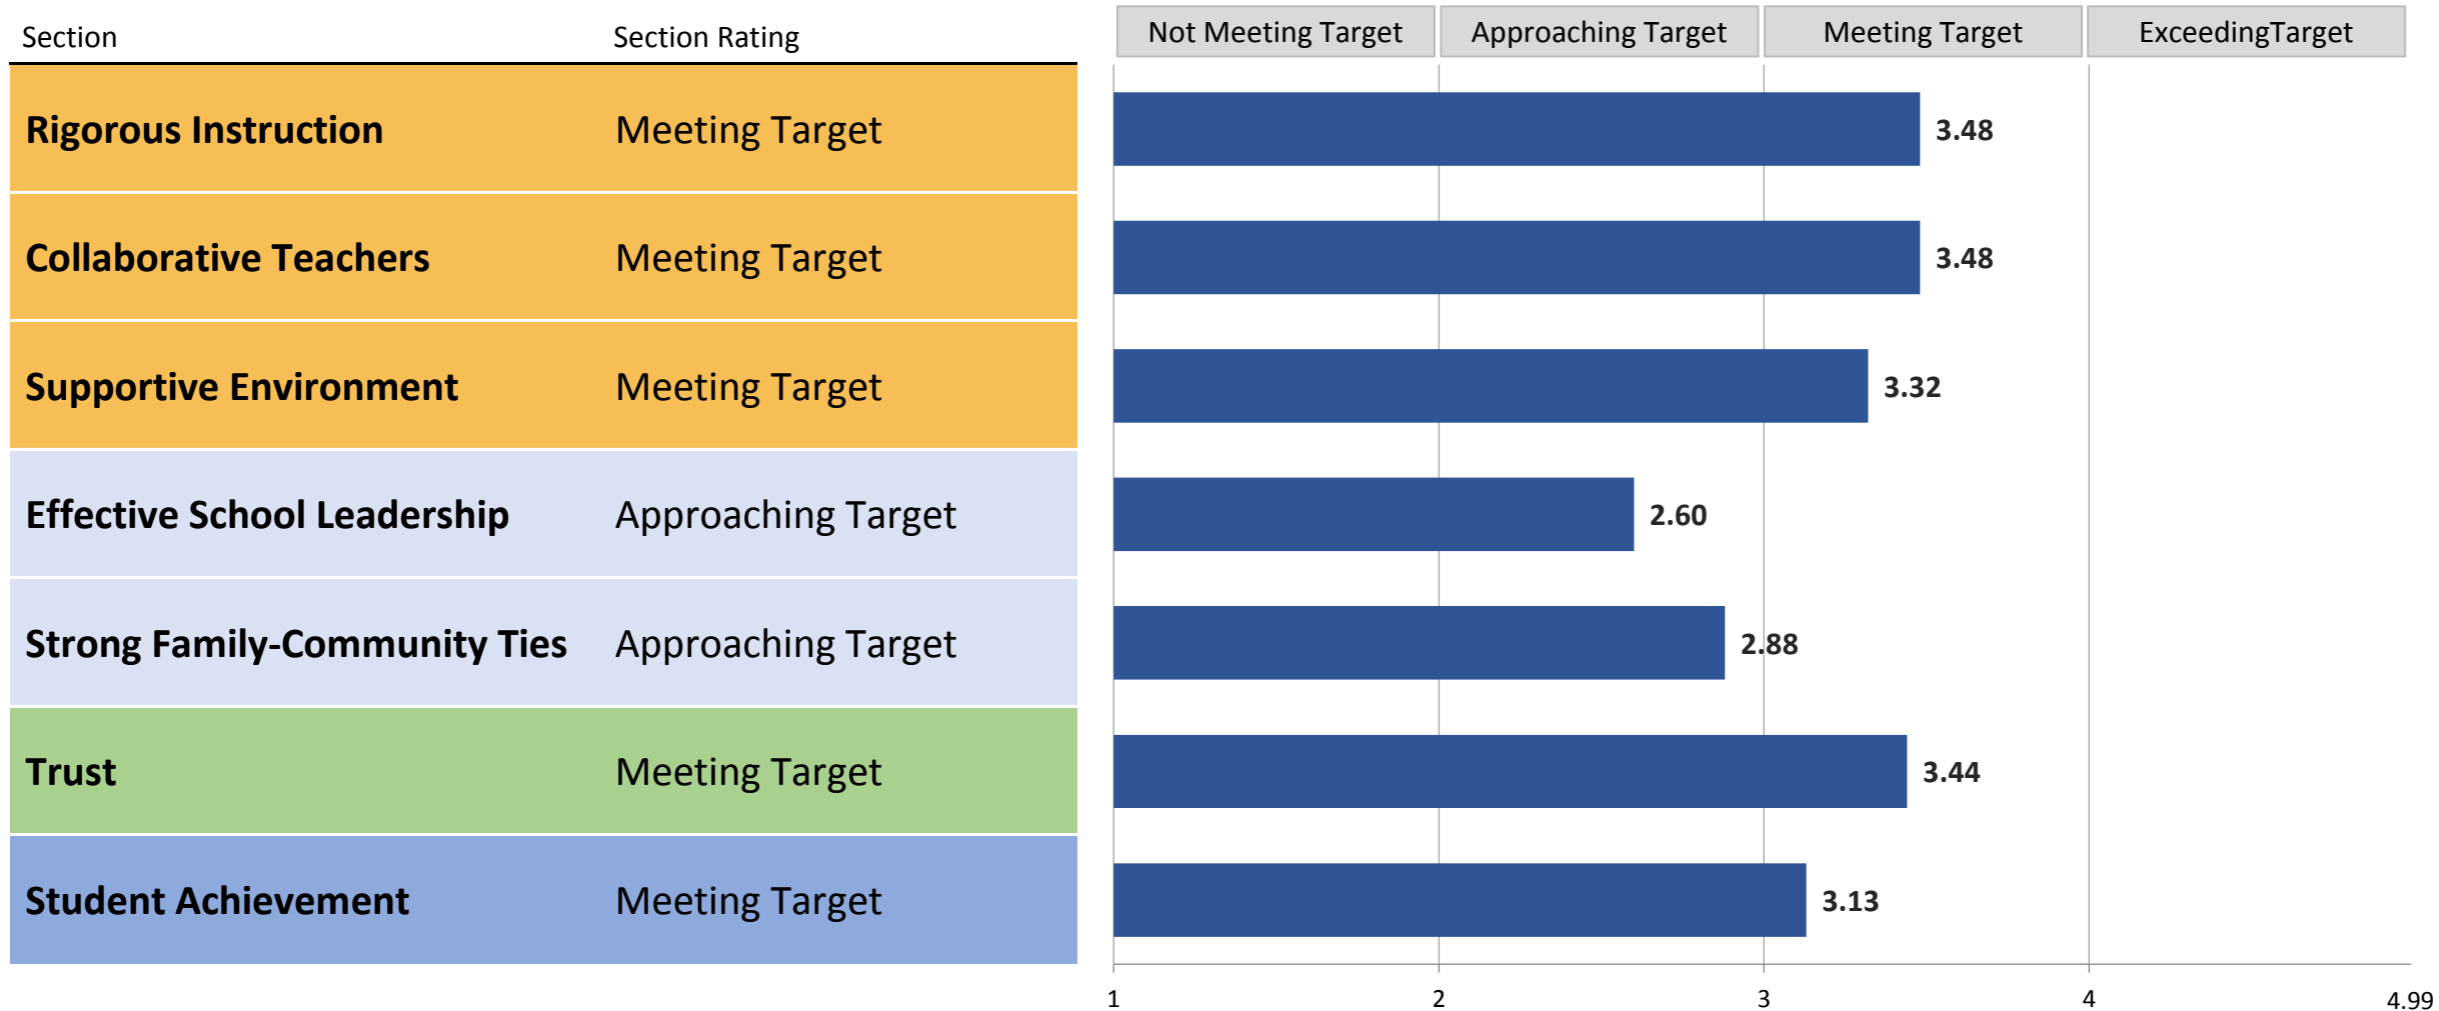 Section Section Rating Not Meeting Target Approaching Target Meeting Target ExceedingTarget
Rigorous Instruction Meeting Target 3.48
Collaborative Teachers Meeting Target 3.48
Supportive Environment Meeting Target 3.32
Effective School Leadership Approaching Target 2.60
Strong Family-Community Ties Approaching Target 2.88
Trust Meeting Target 3.44
Student Achievement Meeting Target 3.13
1 2 3 4 4.99